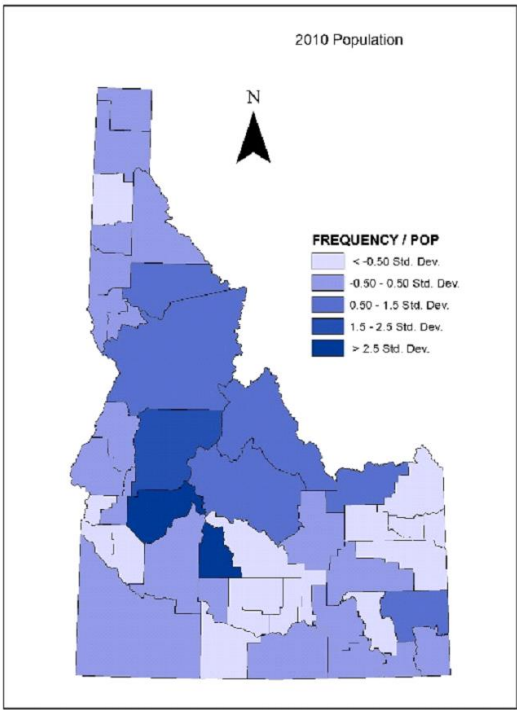 2010 Population
N
FREQUENCY / POP
< -0.50 Std. Dev.
-0.50 - 0.50 Std. Dev.
0.50 - 1.5 Std. Dev.
1.5 - 2.5 Std. Dev.
> 2.5 Std. Dev.